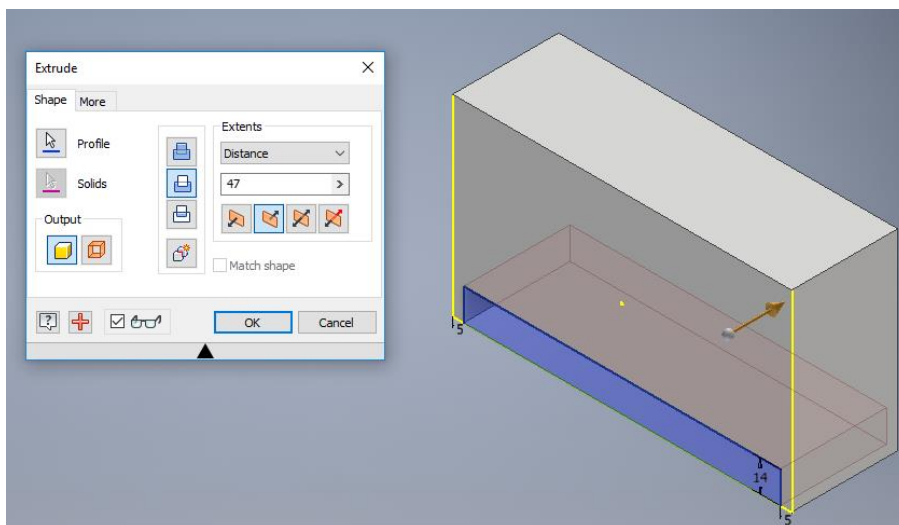 Extrude
Shape More
Profile
Solids
Output
Extents
Distance
47
Match shape
OK Cancel
5
14
5